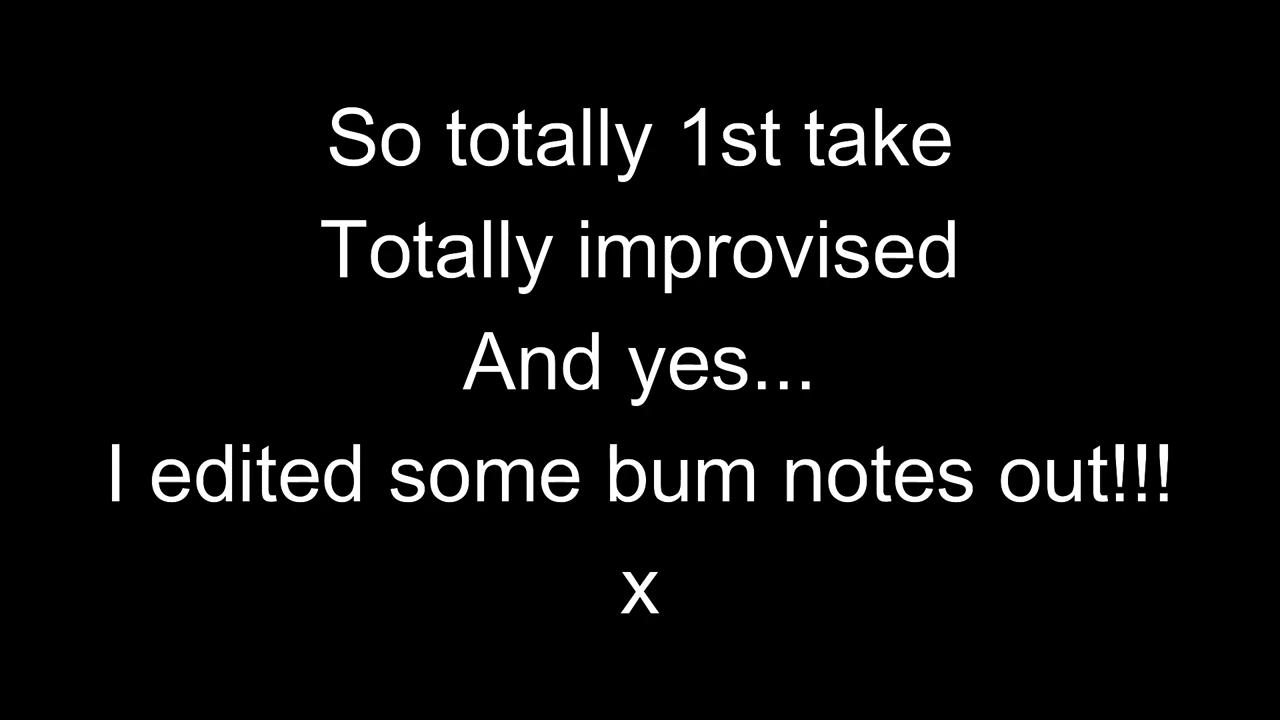 So totally 1st take
Totally improvised
And yes...
I edited some bum notes out!!!
x